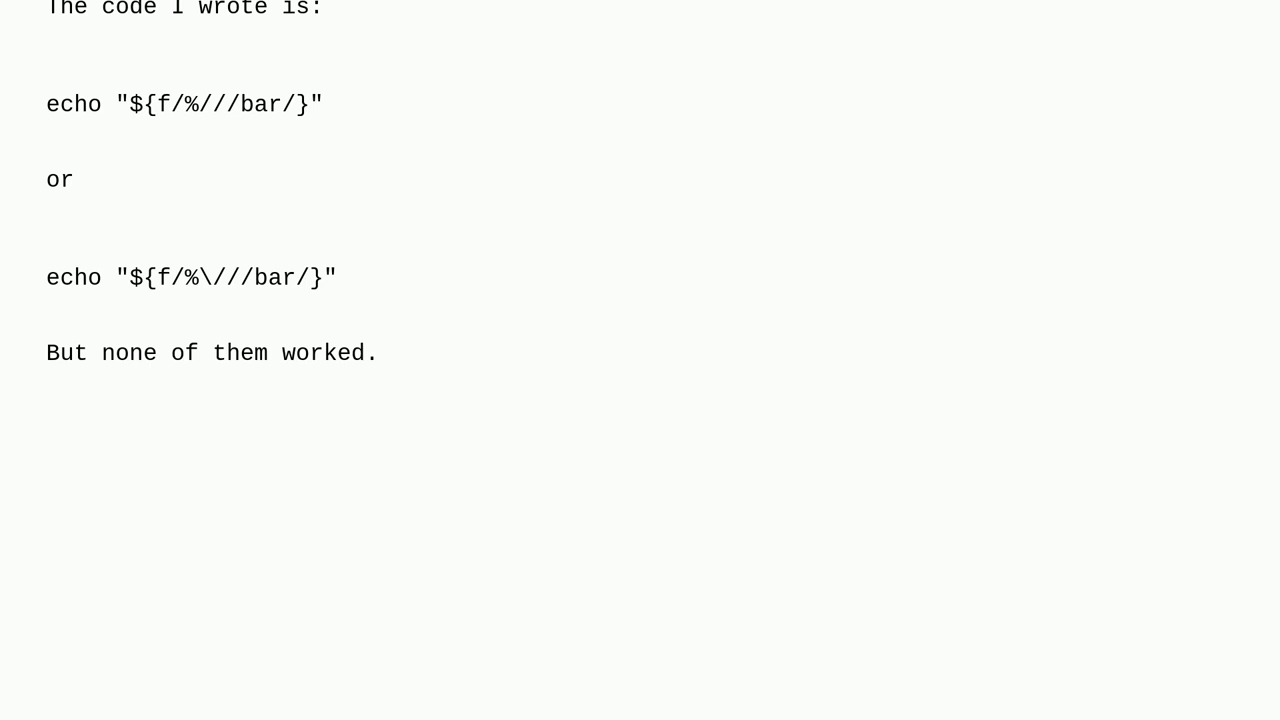 The code I wrote is:
echo "${f/%///bar/}"
or
echo "${f/%\///bar/}"
But none of them worked.